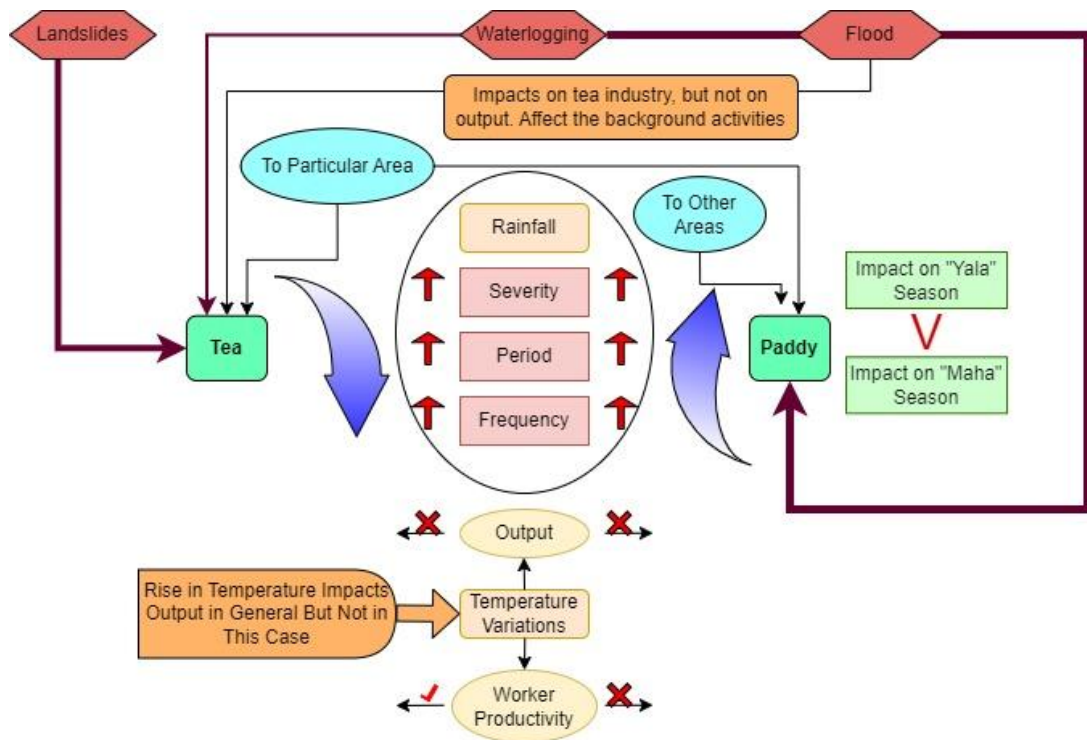 Landslides
Waterlogging
Flood
Impacts on tea industry, but not on
output. Affect the background activities
To Particular Area
To Other
Areas
Rainfall
Severity
Period
Frequency
Tea
Paddy
Impact on "Yala"
Season
V
Impact on "Maha"
Season
Output
Rise in Temperature Impacts
Output in General But Not in
This Case
Temperature
Variations
Worker
Productivity